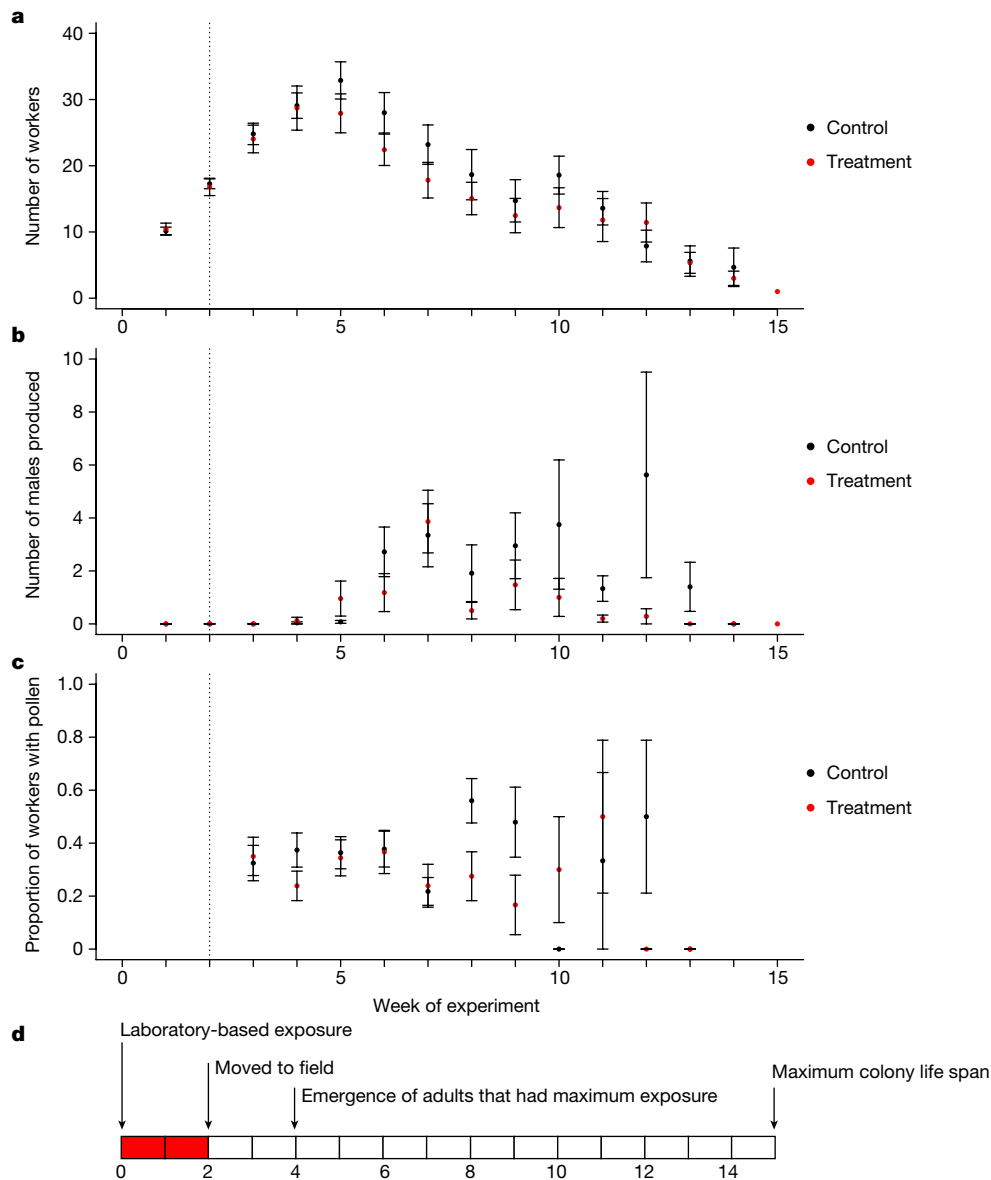 a
Number of workers
40
30
20
10
0
0 5 10 15
Control
Treatment
b
Number of males produced
10
8
6
4
2
0
0 5 10 15
Control
Treatment
c
Proportion of workers with pollen
1.0
0.8
0.6
0.4
0.2
0
0 5 10 15
Control
Treatment
Week of experiment
d
Laboratory-based exposure
Moved to field
Emergence of adults that had maximum exposure
Maximum colony life span
0 2 4 6 8 10 12 14